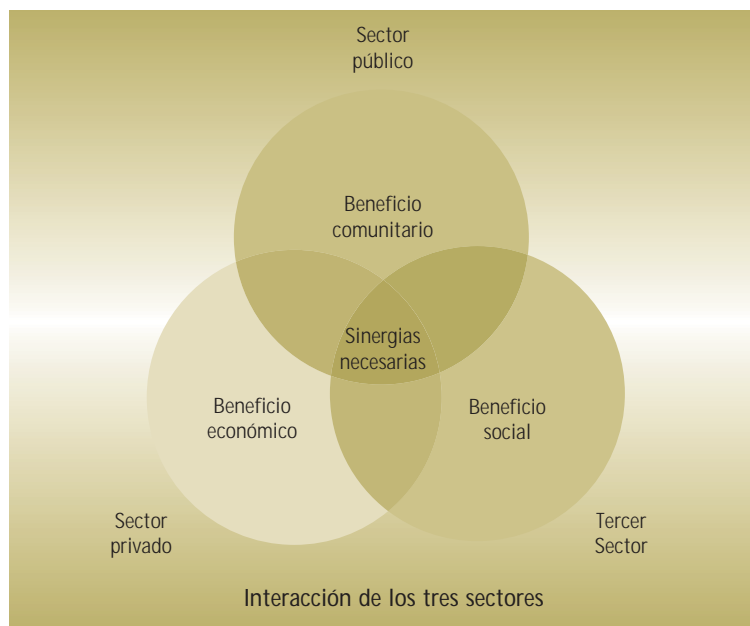 Sector
público
Beneficio
comunitario
Sinergias
necesarias
Beneficio
económico
Beneficio
social
Sector
privado
Tercer
Sector
Interacción de los tres sectores